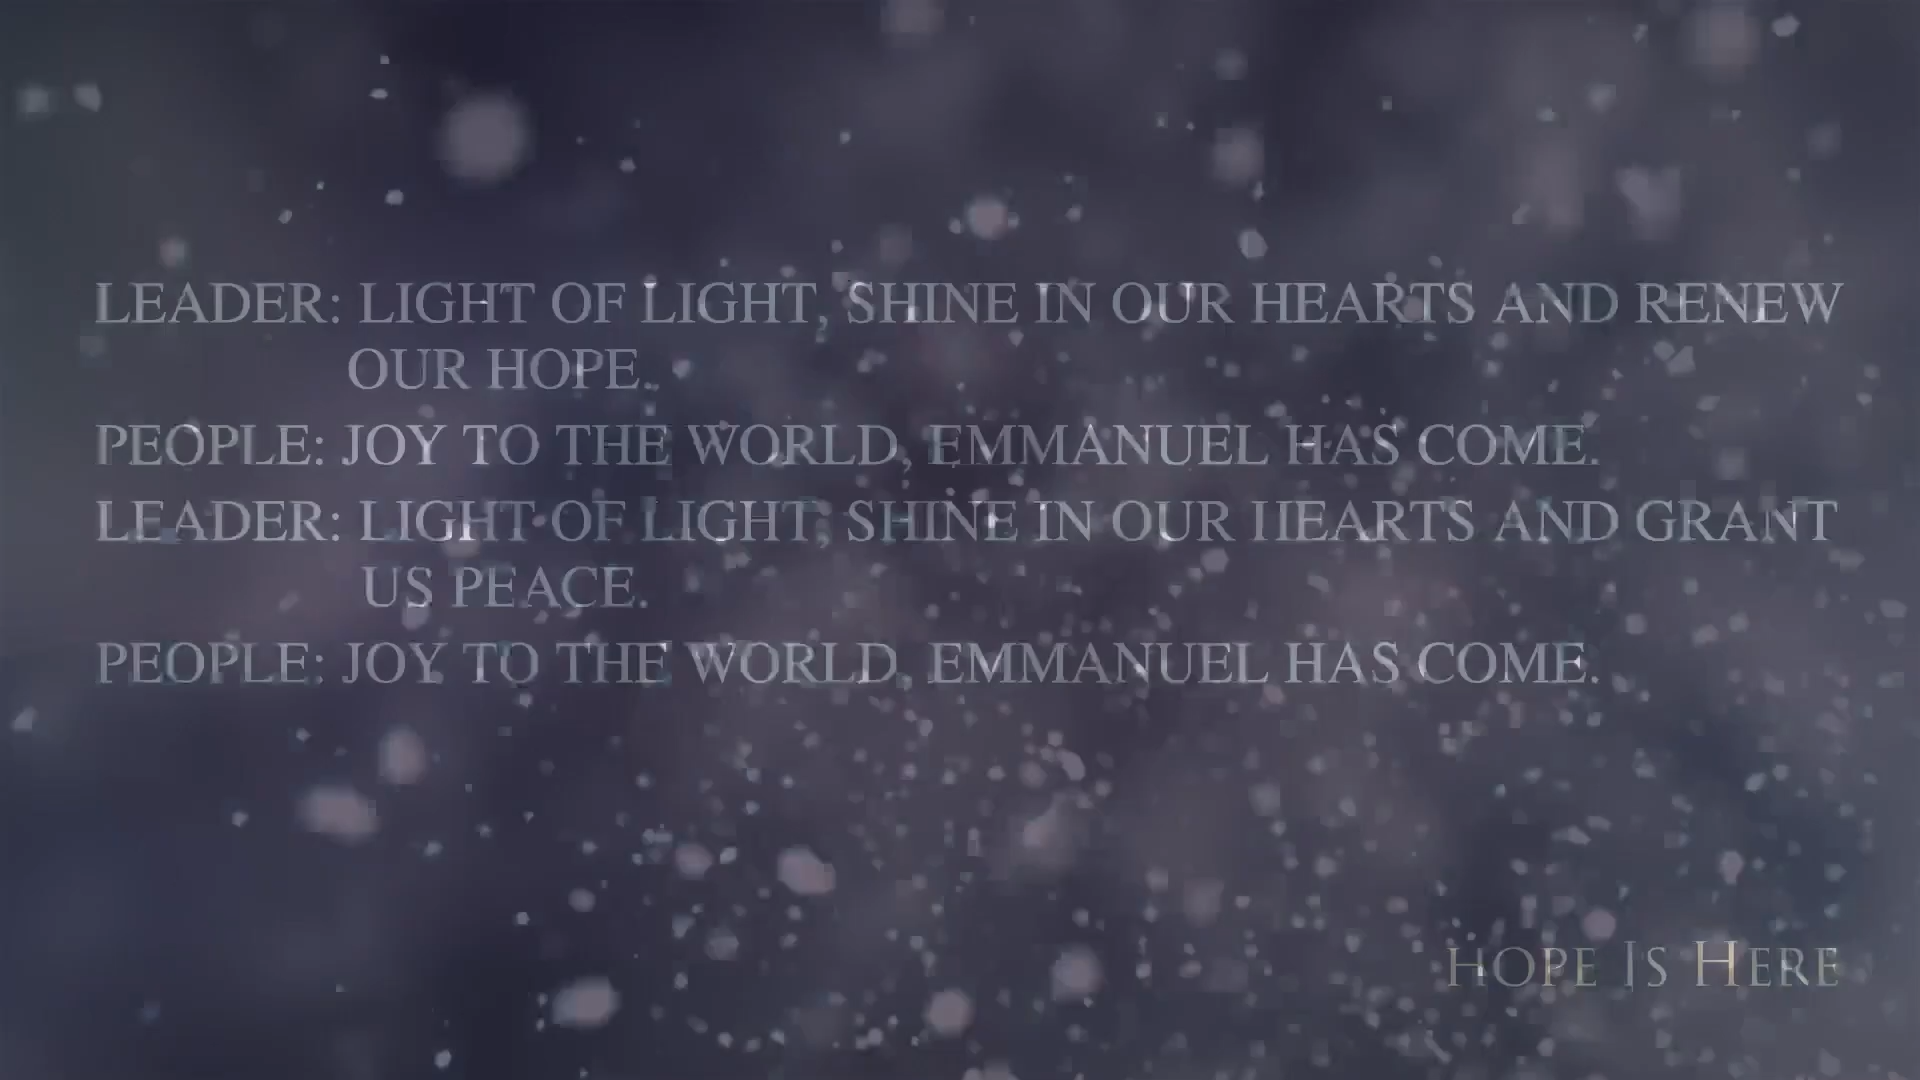 LEADER: LIGHT OF LIGHT, SHINE IN OUR HEARTS AND RENEW
OUR HOPE.
PEOPLE: JOY TO THE WORLD, EMMANUEL HAS COME.
LEADER: LIGHT OF LIGHT, SHINE IN OUR HEARTS AND GRANT
US PEACE.
PEOPLE: JOY TO THE WORLD, EMMANUEL HAS COME.
HOPE IS HERE